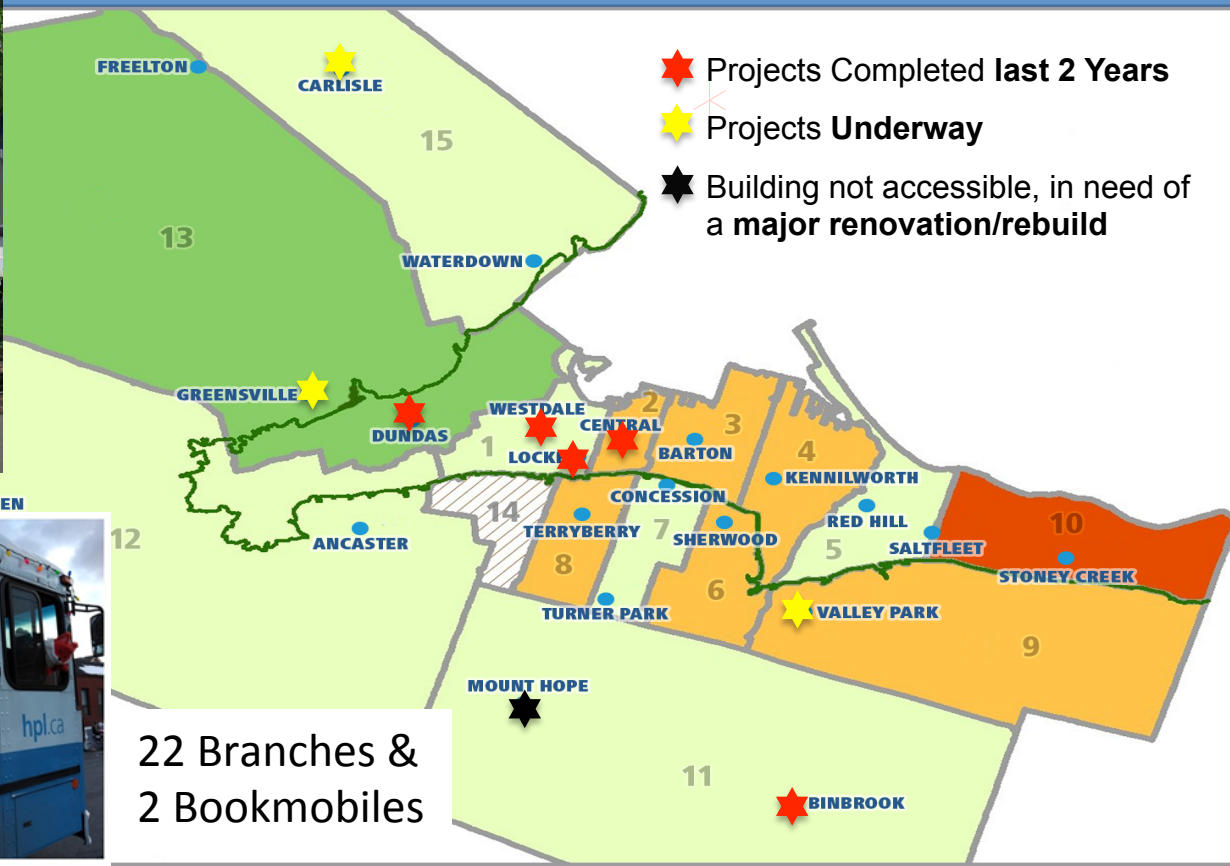 FREELTON
CARLISLE
15
Projects Completed last 2 Years
Projects Underway
Building not accessible, in need of
a major renovation/rebuild
13
WATERDOWN
GREENSVILLE
DUNDAS
WESTDALE
2
CENTRAL
3
1
LOCKE
BARTON
4
KENNILWORTH
CONCESSION
EN
12
ANCASTER
14
TERRYBERRY
7
SHERWOOD
RED HILL
5
SALTFLEET
10
STONEY CREEK
8
6
TURNER PARK
VALLEY PARK
9
MOUNT HOPE
hpl.ca
22 Branches &
2 Bookmobiles
11
BINBROOK